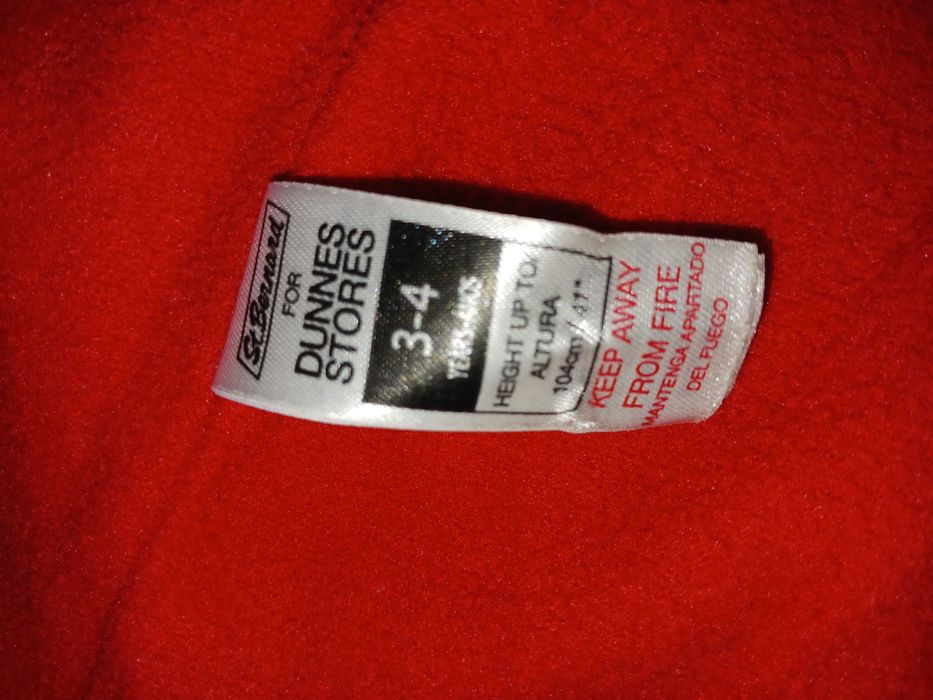 St.Bernard
FOR
DUNNES
STORES
3-4
HEIGHT UP TO
ALTURA
104cm/41"
KEEP AWAY
FROM FIRE
MANTENGA APARTADO
DEL FUEGO